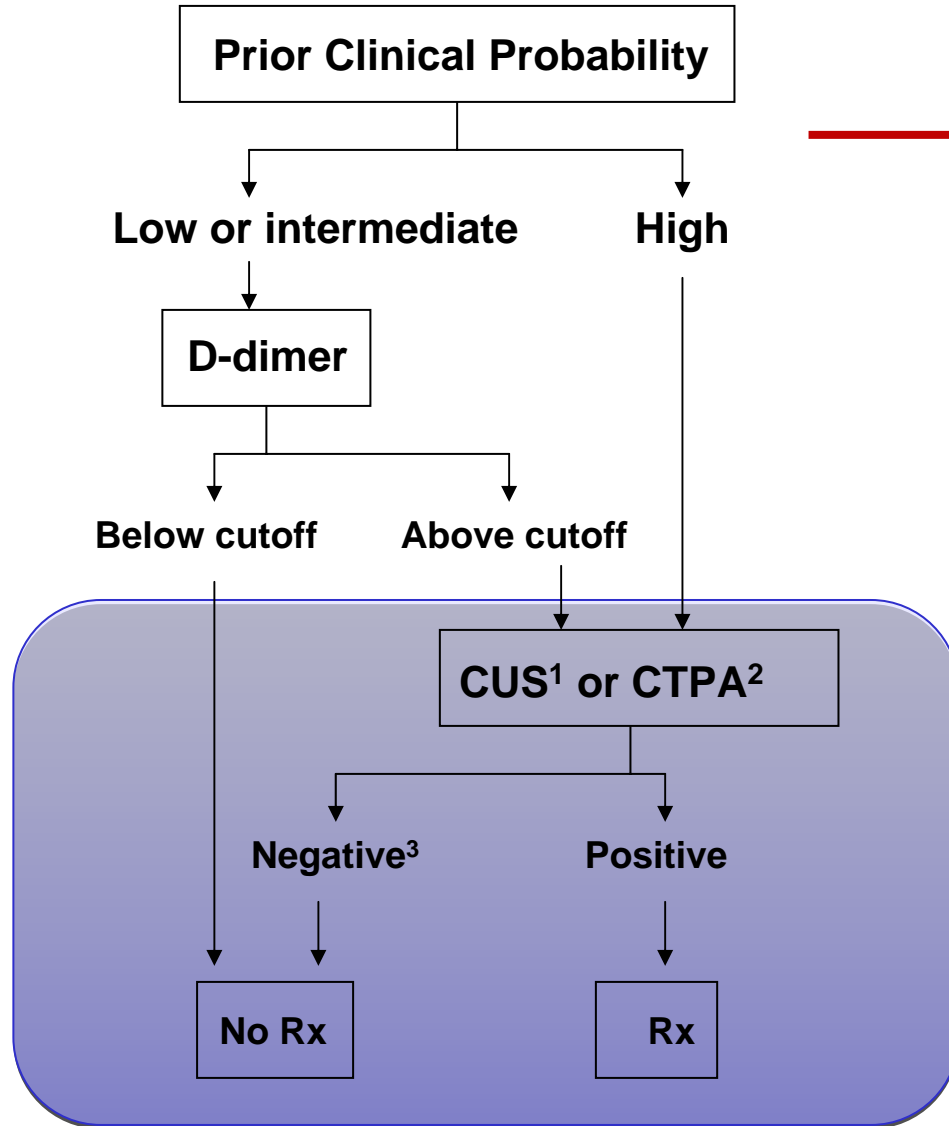 Prior Clinical Probability
Low or intermediate
High
D-dimer
Below cutoff
Above cutoff
CUS¹ or CTPA²
Negative³
Positive
No Rx
Rx